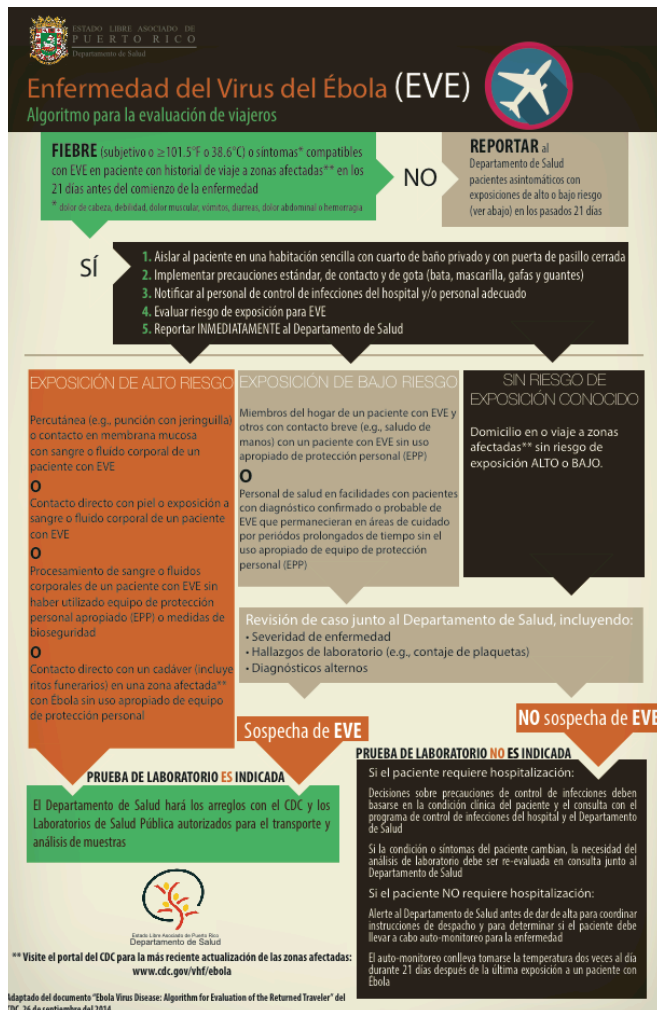 ESTADO LIBRE ASOCIADO DE
PUERTO RICO
Departamento de Salud
Enfermedad del Virus del Ébola (EVE)
Algoritmo para la evaluación de viajeros
FIEBRE (subjetivo o ≥101.5°F o 38.6°C) o síntomas* compatibles
con EVE en paciente con historial de viaje a zonas afectadas** en los
21 días antes del comienzo de la enfermedad
* dolor de cabeza, debilidad, dolor muscular, vómitos, diarreas, dolor abdominal o hemorragia
NO
REPORTAR al
Departamento de Salud
pacientes asintomáticos con
exposiciones de alto o bajo riesgo
(ver abajo) en los pasados 21 días
SÍ
1. Aislar al paciente en una habitación sencilla con cuarto de baño privado y con puerta de pasillo cerrada
2. Implementar precauciones estándar, de contacto y de gota (bata, mascarilla, gafas y guantes)
3. Notificar al personal de control de infecciones del hospital y/o personal adecuado
4. Evaluar riesgo de exposición para EVE
5. Reportar INMEDIATAMENTE al Departamento de Salud
EXPOSICIÓN DE ALTO RIESGO
Percutánea (e.g., punción con jeringuilla)
o contacto en membrana mucosa
con sangre o fluido corporal de un
paciente con EVE
O
Contacto directo con piel o exposición a
sangre o fluido corporal de un paciente
con EVE
O
Procesamiento de sangre o fluidos
corporales de un paciente con EVE sin
haber utilizado equipo de protección
personal apropiado (EPP) o medidas de
bioseguridad
O
Contacto directo con un cadáver (incluye
ritos funerarios) en una zona afectada**
con Ébola sin uso apropiado de equipo
de protección personal
EXPOSICIÓN DE BAJO RIESGO
Miembros del hogar de un paciente con EVE y
otros con contacto breve (e.g., saludo de
manos) con un paciente con EVE sin uso
apropiado de protección personal (EPP)
O
Personal de salud en facilidades con pacientes
con diagnóstico confirmado o probable de
EVE que permanecieran en áreas de cuidado
por periódos prolongados de tiempo sin el
uso apropiado de equipo de protección
personal (EPP)
SIN RIESGO DE
EXPOSICIÓN CONOCIDO
Domicilio en o viaje a zonas
afectadas** sin riesgo de
exposición ALTO o BAJO.
Revisión de caso junto al Departamento de Salud, incluyendo:
• Severidad de enfermedad
• Hallazgos de laboratorio (e.g., contaje de plaquetas)
• Diagnósticos alternos
Sospecha de EVE
NO sospecha de EVE
PRUEBA DE LABORATORIO ES INDICADA
El Departamento de Salud hará los arreglos con el CDC y los
Laboratorios de Salud Pública autorizados para el transporte y
análisis de muestras
PRUEBA DE LABORATORIO NO ES INDICADA
Si el paciente requiere hospitalización:
Decisiones sobre precauciones de control de infecciones deben
basarse en la condición clínica del paciente y el consulta con el
programa de control de infecciones del hospital y el Departamento
de Salud
Si la condición o síntomas del paciente cambian, la necesidad del
análisis de laboratorio debe ser re-evaluada en consulta junto al
Departamento de Salud
Si el paciente NO requiere hospitalización:
Alerte al Departamento de Salud antes de dar de alta para coordinar
instrucciones de despacho y para determinar si el paciente debe
llevar a cabo auto-monitoreo para la enfermedad
El auto-monitoreo conlleva tomarse la temperatura dos veces al día
durante 21 días después de la última exposición a un paciente con
Ébola
Estado Libre Asociado de Puerto Rico
Departamento de Salud
** Visite el portal del CDC para la más reciente actualización de las zonas afectadas:
www.cdc.gov/vhf/ebola
Adaptado del documento "Ebola Virus Disease: Algorithm for Evaluation of the Returned Traveler" del
CDC, 26 de septiembre del 2014